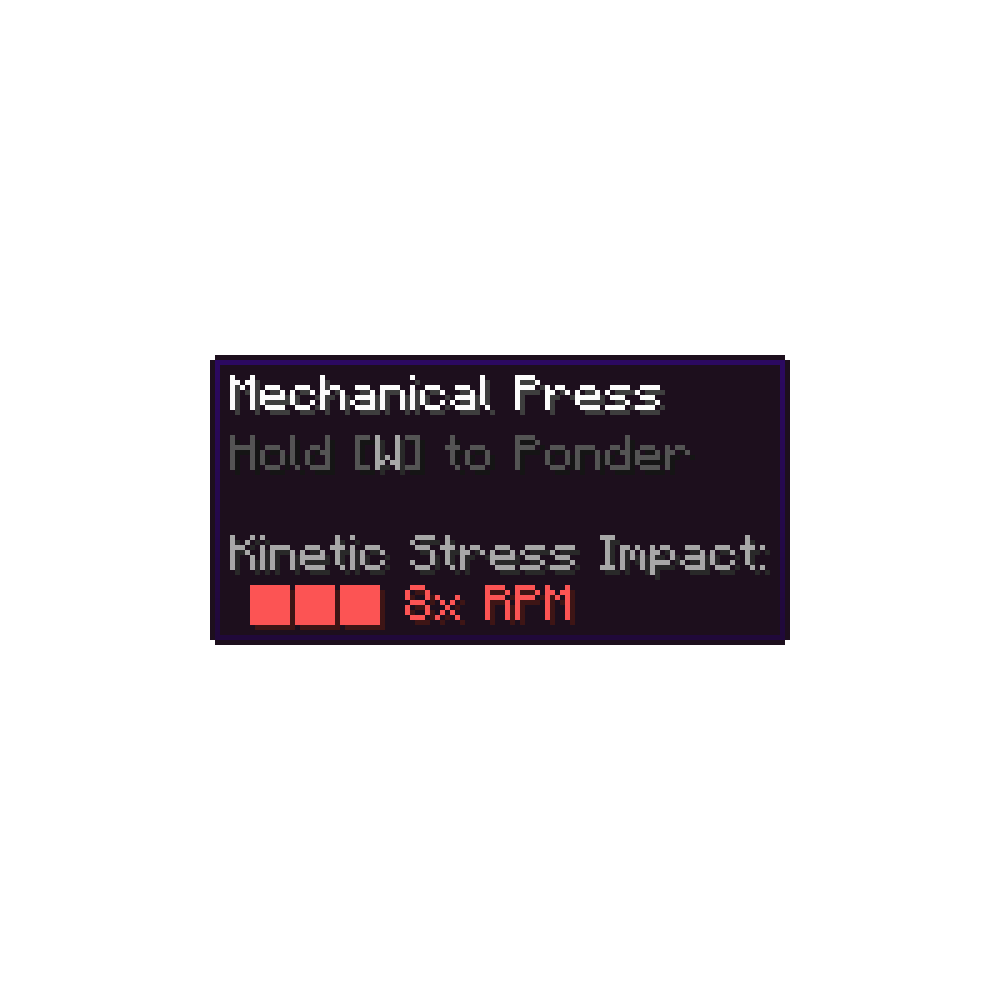 Mechanical Press
Hold [W] to Ponder
Kinetic Stress Impact:
8x RPM